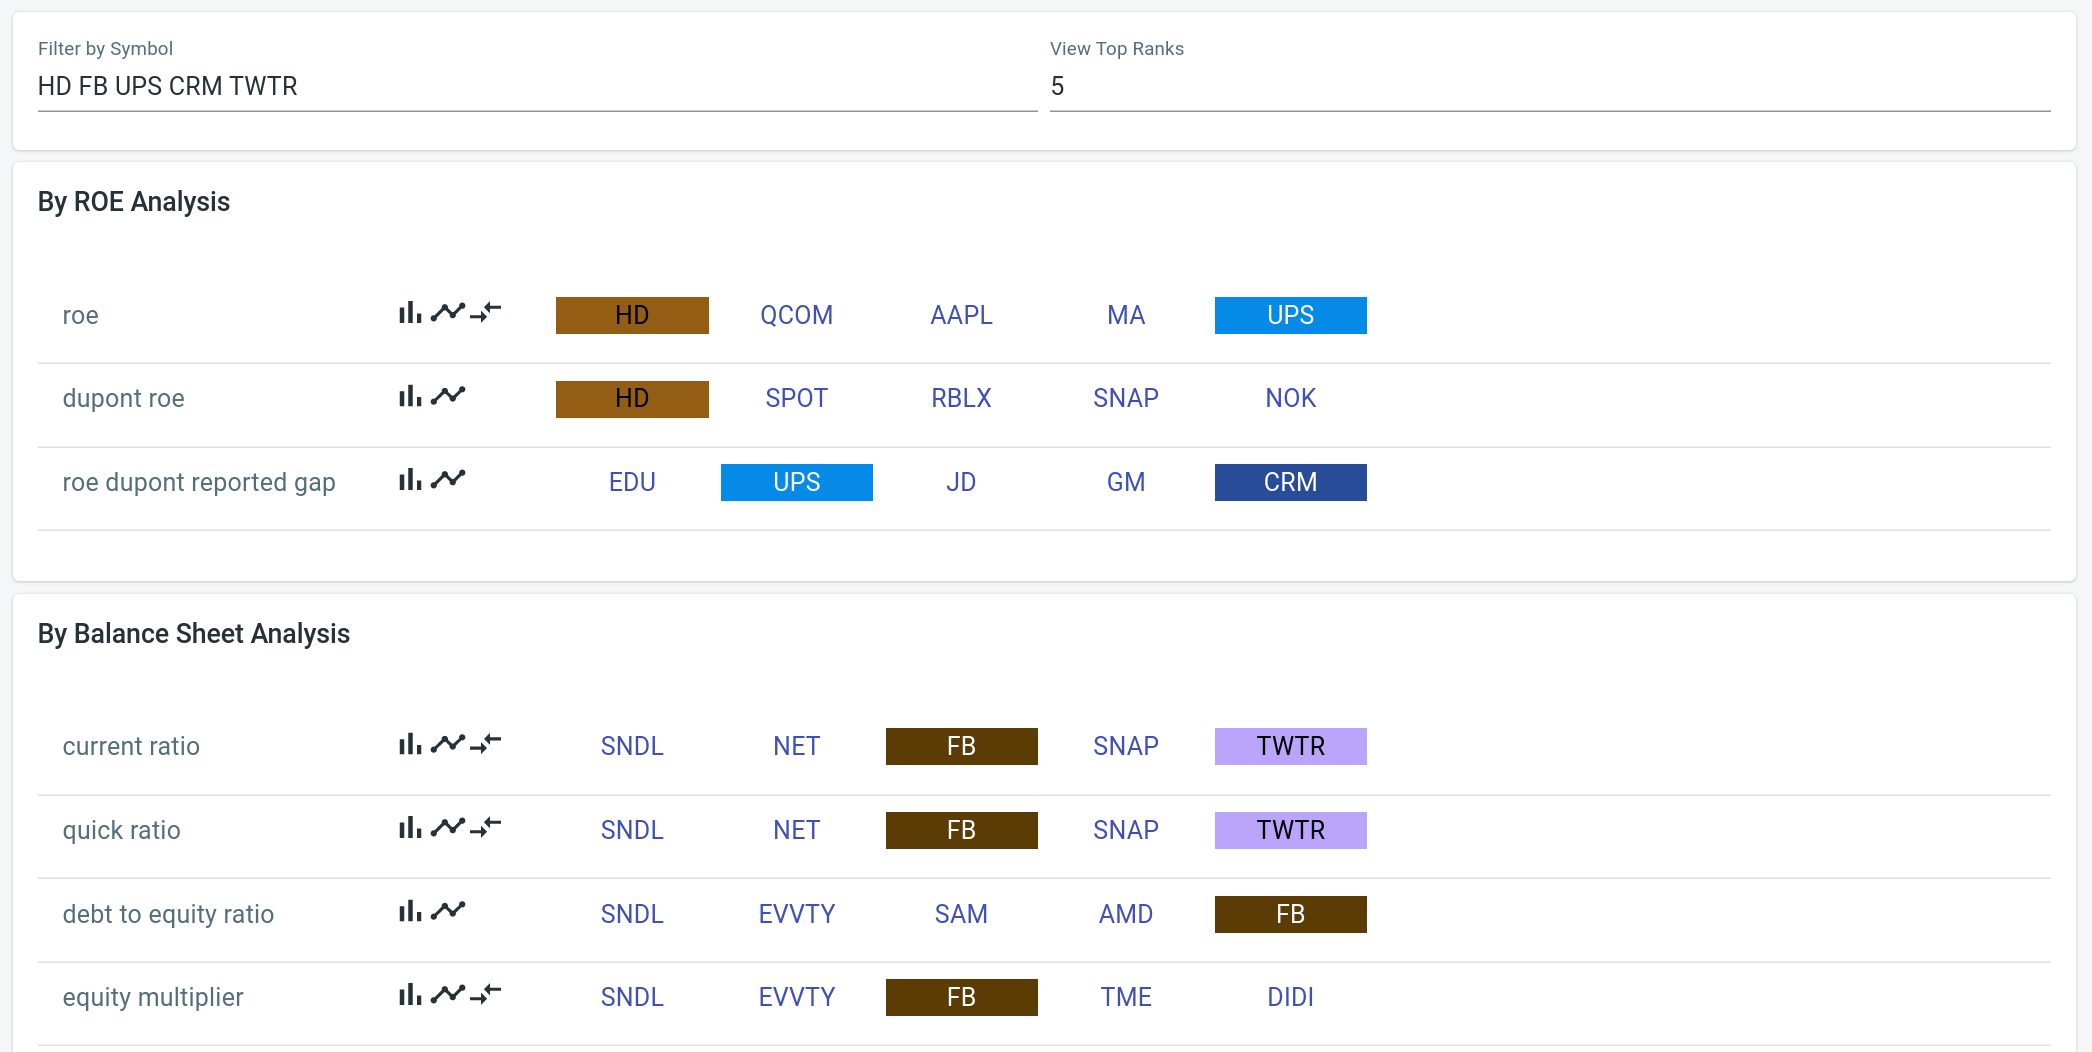 Filter by Symbol View Top Ranks
HD FB UPS CRM TWTR 5
By ROE Analysis
roe HD QCOM AAPL MA UPS
dupont roe HD SPOT RBLX SNAP NOK
roe dupont reported gap EDU UPS JD GM CRM
By Balance Sheet Analysis
current ratio SNDL NET FB SNAP TWTR
quick ratio SNDL NET FB SNAP TWTR
debt to equity ratio SNDL EVVTY SAM AMD FB
equity multiplier SNDL EVVTY FB TME DIDI